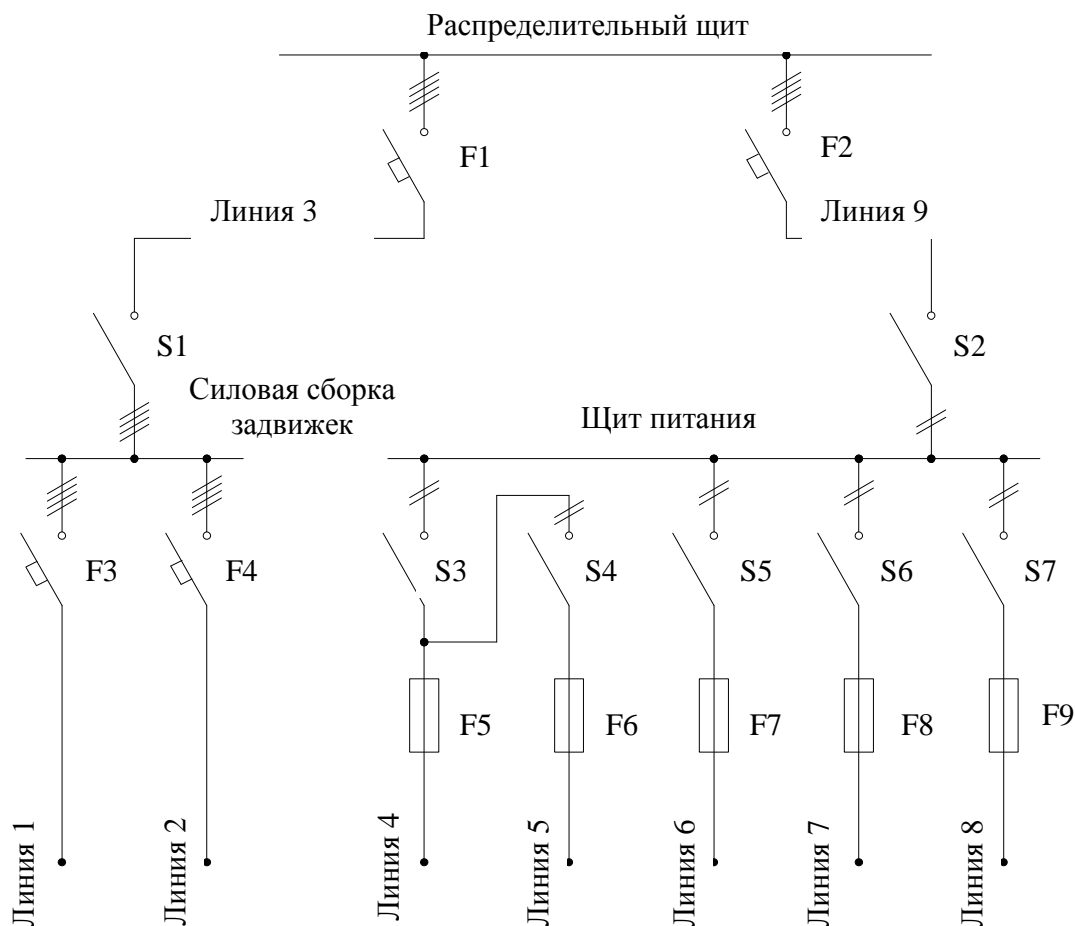 Распределительный щит
F1
F2
Линия 3
Линия 9
S1
S2
Силовая сборка
задвижек
Щит питания
F3
F4
S3
S4
S5
S6
S7
F5
F6
F7
F8
F9
Линия 1
Линия 2
Линия 4
Линия 5
Линия 6
Линия 7
Линия 8